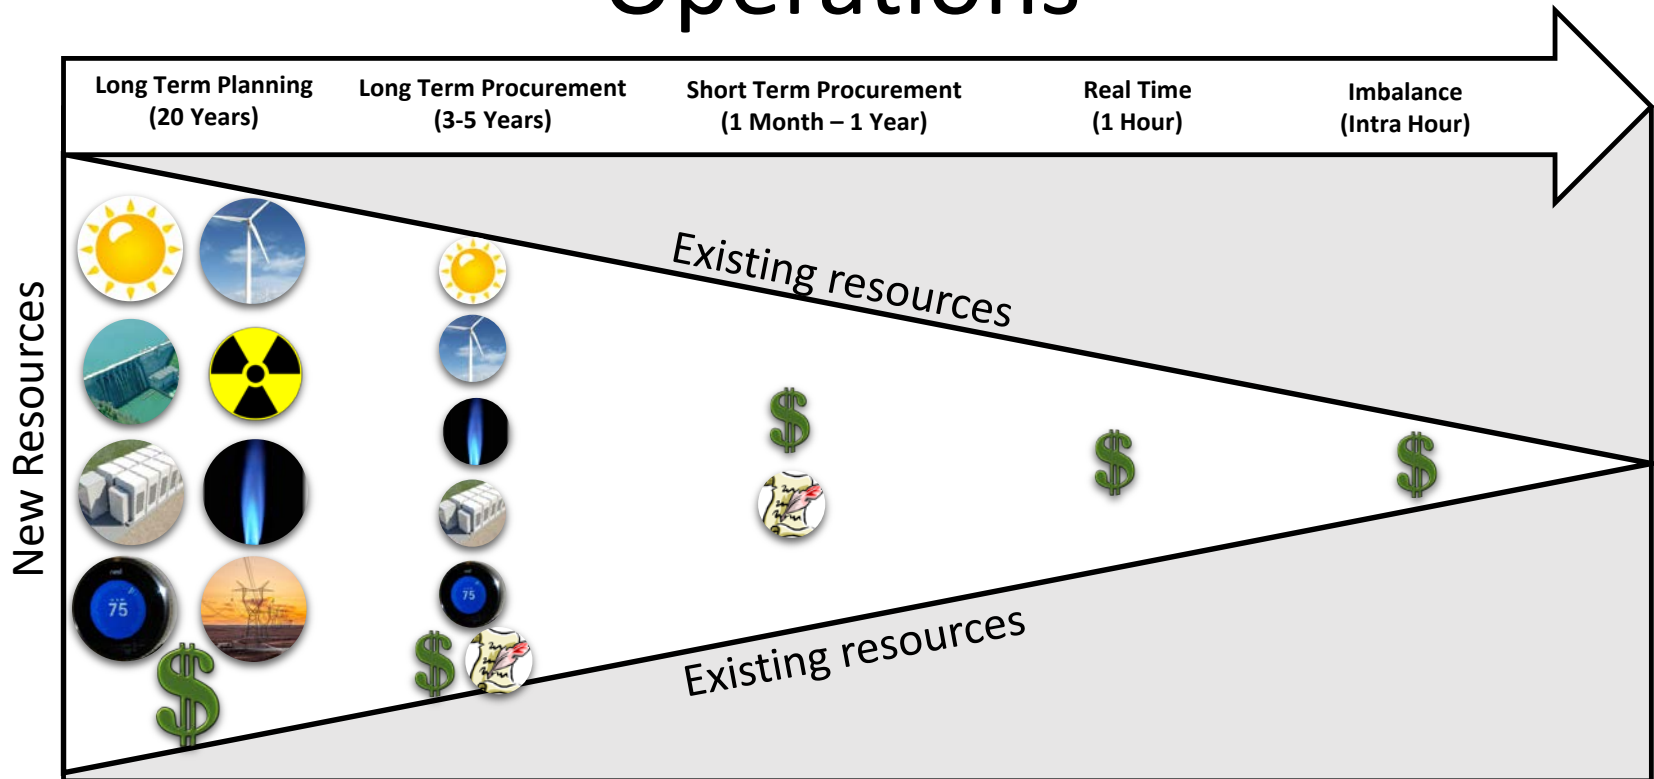 Operations
Long Term Planning
(20 Years)
Long Term Procurement
(3-5 Years)
Short Term Procurement
(1 Month – 1 Year)
Real Time
(1 Hour)
Imbalance
(Intra Hour)
New Resources
Existing resources
75
75
Existing resources